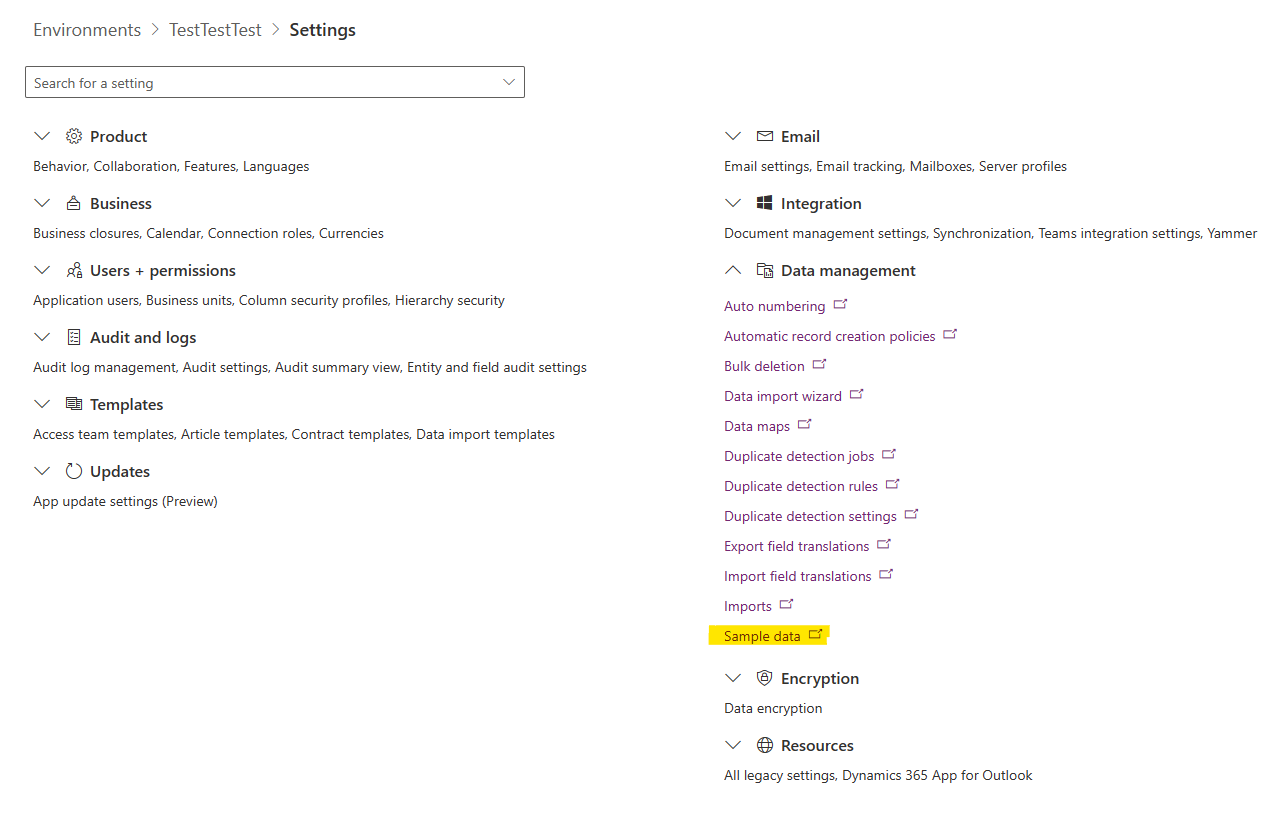 Environments > TestTestTest > Settings
Search for a setting
Product
Behavior, Collaboration, Features, Languages
Business
Business closures, Calendar, Connection roles, Currencies
Users + permissions
Application users, Business units, Column security profiles, Hierarchy security
Audit and logs
Audit log management, Audit settings, Audit summary view, Entity and field audit settings
Templates
Access team templates, Article templates, Contract templates, Data import templates
Updates
App update settings (Preview)
Email
Email settings, Email tracking, Mailboxes, Server profiles
Integration
Document management settings, Synchronization, Teams integration settings, Yammer
Data management
Auto numbering
Automatic record creation policies
Bulk deletion
Data import wizard
Data maps
Duplicate detection jobs
Duplicate detection rules
Duplicate detection settings
Export field translations
Import field translations
Imports
Sample data
Encryption
Data encryption
Resources
All legacy settings, Dynamics 365 App for Outlook